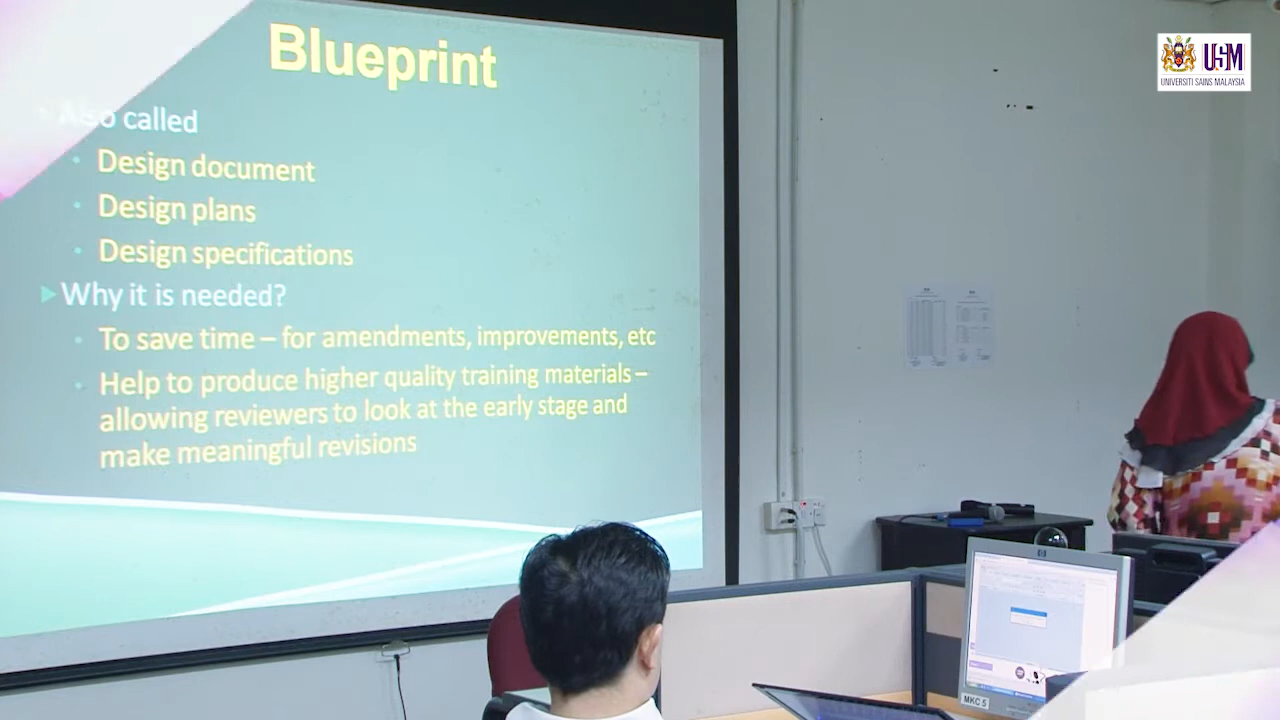 Blueprint
Also called
Design document
Design plans
Design specifications
Why it is needed?
To save time – for amendments, improvements, etc
Help to produce higher quality training materials –
allowing reviewers to look at the early stage and
make meaningful revisions
USM
UNIVERSITI SAINS MALAYSIA
MKC 5